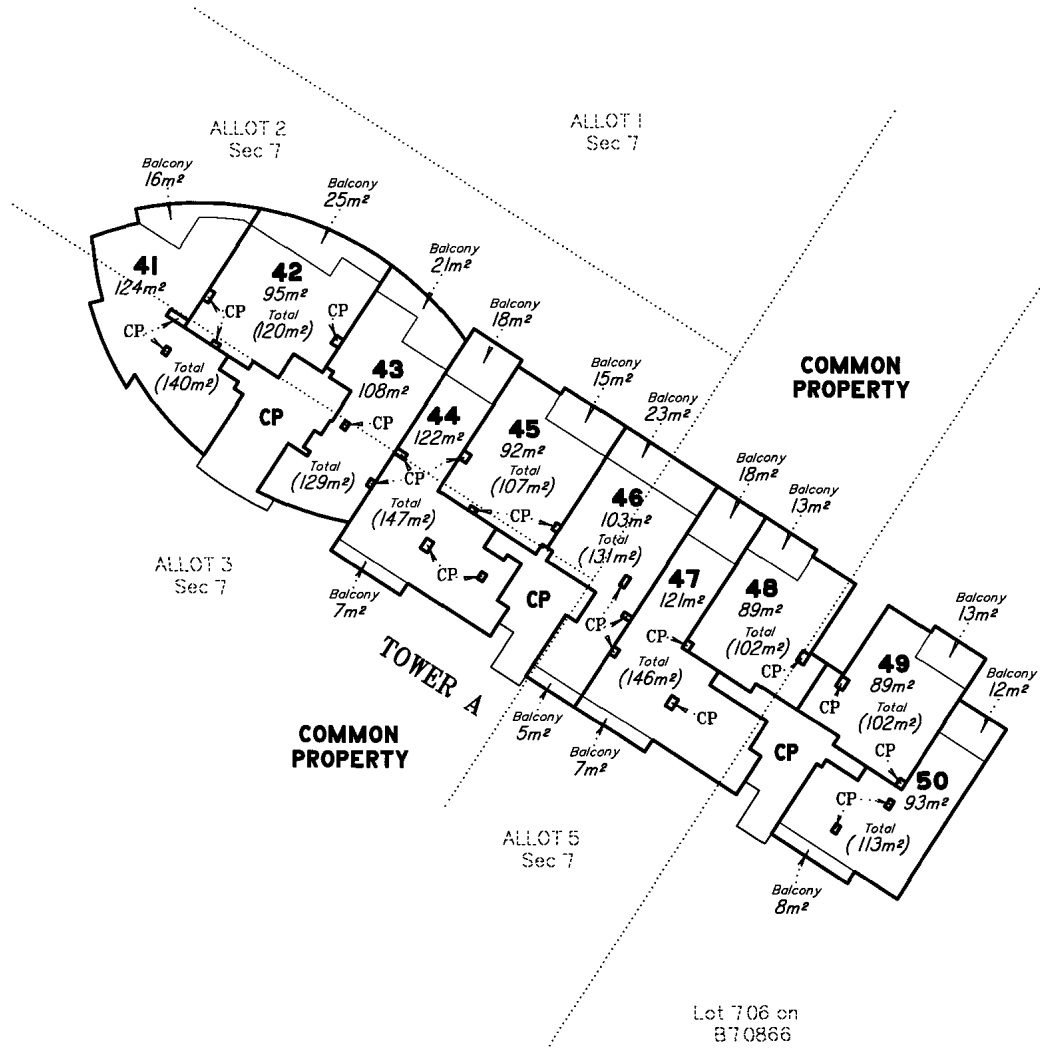 ALLOT 2
Sec 7
ALLOT 1
Sec 7
Balcony
16m²
Balcony
25m²
Balcony
21m²
Balcony
18m²
Balcony
15m²
Balcony
23m²
Balcony
18m²
Balcony
13m²
Balcony
13m²
Balcony
12m²
COMMON
PROPERTY
41
124m²
CP
Total
(140m²)
42
95m²
Total
(120m²)
CP
CP
CP
43
108m²
CP
Total
(129m²)
44
122m²
CP
Total
(147m²)
CP
45
92m²
Total
(107m²)
CP
CP
46
103m²
Total
(131m²)
CP
47
121m²
CP
Total
(146m²)
CP
48
89m²
Total
(102m²)
CP
CP
49
89m²
Total
(102m²)
CP
CP
50
93m²
CP
Total
(113m²)
ALLOT 3
Sec 7
Balcony
7m²
TOWER A
COMMON
PROPERTY
Balcony
5m²
Balcony
7m²
Balcony
8m²
ALLOT 5
Sec 7
Lot 706 on
B70866